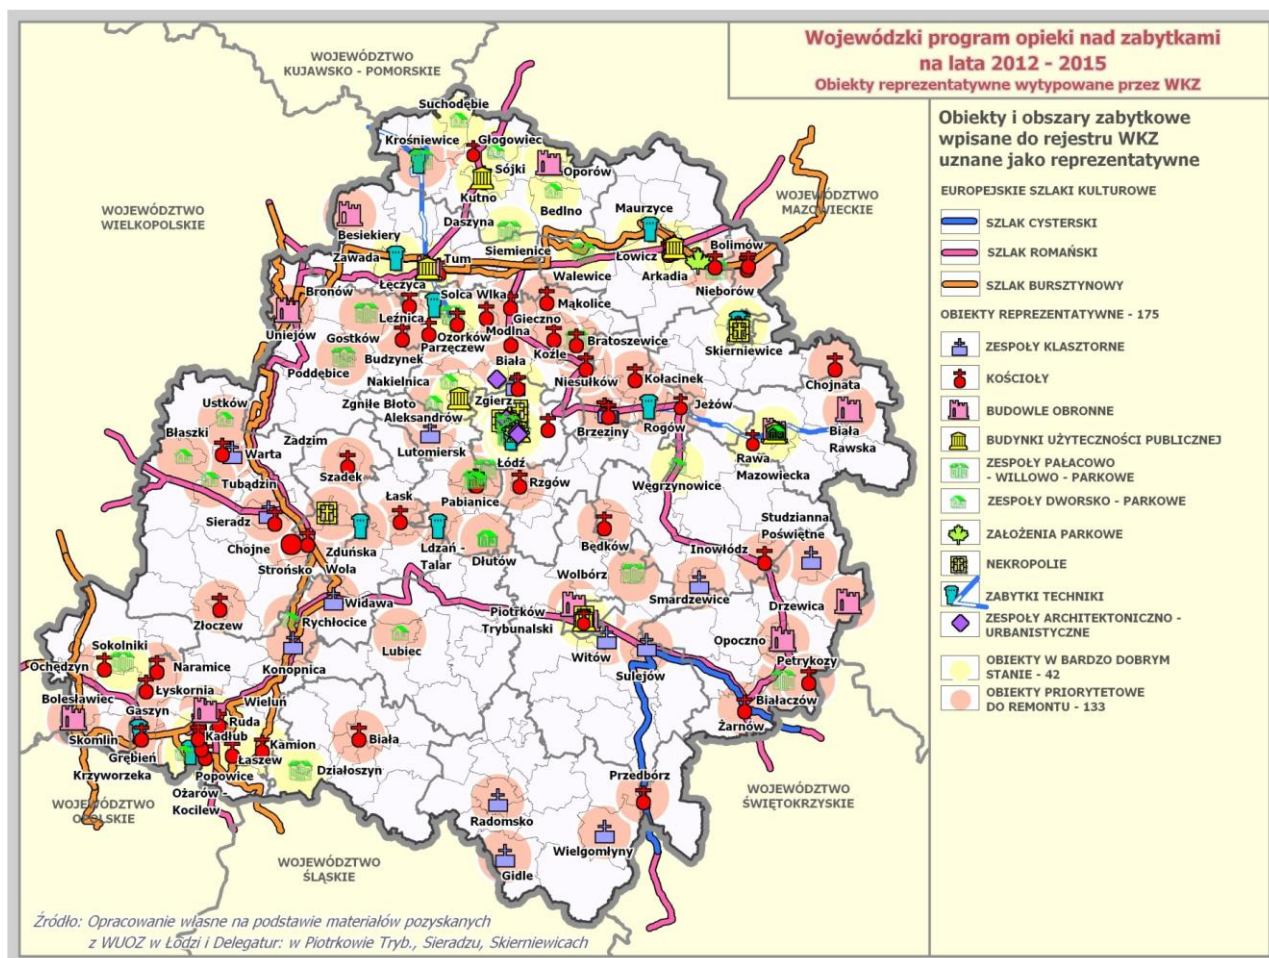 Wojewódzki program opieki nad zabytkami
na lata 2012 - 2015
Obiekty reprezentatywne wytypowane przez WKZ
Obiekty i obszary zabytkowe
wpisane do rejestru WKZ
uznane jako reprezentatywne
EUROPEJSKIE SZLAKI KULTUROWE
SZLAK CYSTERSKI
SZLAK ROMAŃSKI
SZLAK BURSZTYNOWY
OBIEKTY REPREZENTATYWNE - 175
ZESPOŁY KLASZTORNE
KOŚCIOŁY
BUDOWLE OBRONNE
BUDYNKI UŻYTECZNOŚCI PUBLICZNEJ
ZESPOŁY PAŁACOWO
- WILLOWO - PARKOWE
ZESPOŁY DWORSKO - PARKOWE
ZAŁOŻENIA PARKOWE
NEKROPOLIE
ZABYTKI TECHNIKI
ZESPOŁY ARCHITEKTONICZNO -
URBANISTYCZNE
OBIEKTY W BARDZO DOBRYM
STANIE - 42
OBIEKTY PRIORYTETOWE
DO REMONTU - 133
WOJEWÓDZTWO
KUJAWSKO - POMORSKIE
WOJEWÓDZTWO
WIELKOPOLSKIE
WOJEWÓDZTWO
MAZOWIECKIE
Suchodębie
Krośniewice
Głogowiec
Sójki
Oporów
Kutno
Bedlno
Besiekiery
Daszyna
Maurzyce
Siemienice
Zawada
Tum
Łowicz
Bolimów
Walewice
Arkadia
Łęczyca
Nieborów
Bronów
Solca Wlka
Mąkolice
Leźnica
Gieczno
Uniejów
Gostków
Ozorków
Modlna
Bratoszewice
Skierniewice
Budzynek
Parzęczew
Koźle
Poddębice
Biała
Chojnata
Nakielnica
Niesułków
Kołacinek
Ustków
Zgniłe Błoto
Zgierz
Jeżów
Aleksandrów
Brzeziny
Rogów
Biała
Rawska
Błaszki
Zadzim
Lutomiersk
Rawa
Mazowiecka
Warta
Łódź
Szadek
Węgrzynowice
Tubądzin
Pabianice
Rzgów
Łask
Sieradz
Studzianna
Poświętne
Chojne
Zduńska
Wola
Ldzań -
Talar
Będków
Inowłódz
Strońsko
Dłutów
Wolbórz
Smardzewice
Drzewica
Widawa
Piotrków
Trybunalski
Złoczew
Rychłocice
Opoczno
Lubiec
Witów
Sokolniki
Petrykozy
Ochędzyn
Naramice
Konopnica
Sulejów
Łyskornia
Białaczów
Bolesławiec
Wieluń
Gaszyn
Żarnów
Ruda
Skomlin
Kadłub
Kamion
Biała
Grębień
Łaszew
Krzyworzeka
Popowice
Działoszyn
Przedbórz
Ożarów -
Kocilew
WOJEWÓDZTWO
OPOLSKIE
WOJEWÓDZTWO
ŚWIĘTOKRZYSKIE
Radomsko
Wielgomłyny
WOJEWÓDZTWO
ŚLĄSKIE
Gidle
Źródło: Opracowanie własne na podstawie materiałów pozyskanych
z WUOZ w Łodzi i Delegatur: w Piotrkowie Tryb., Sieradzu, Skierniewicach